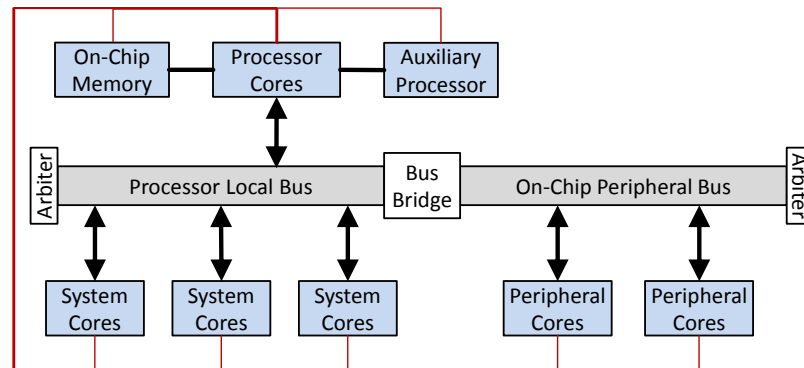 On-Chip
Memory
Processor
Cores
Auxiliary
Processor
Arbiter
Processor Local Bus
Bus
Bridge
On-Chip Peripheral Bus
Arbiter
System
Cores
System
Cores
System
Cores
Peripheral
Cores
Peripheral
Cores